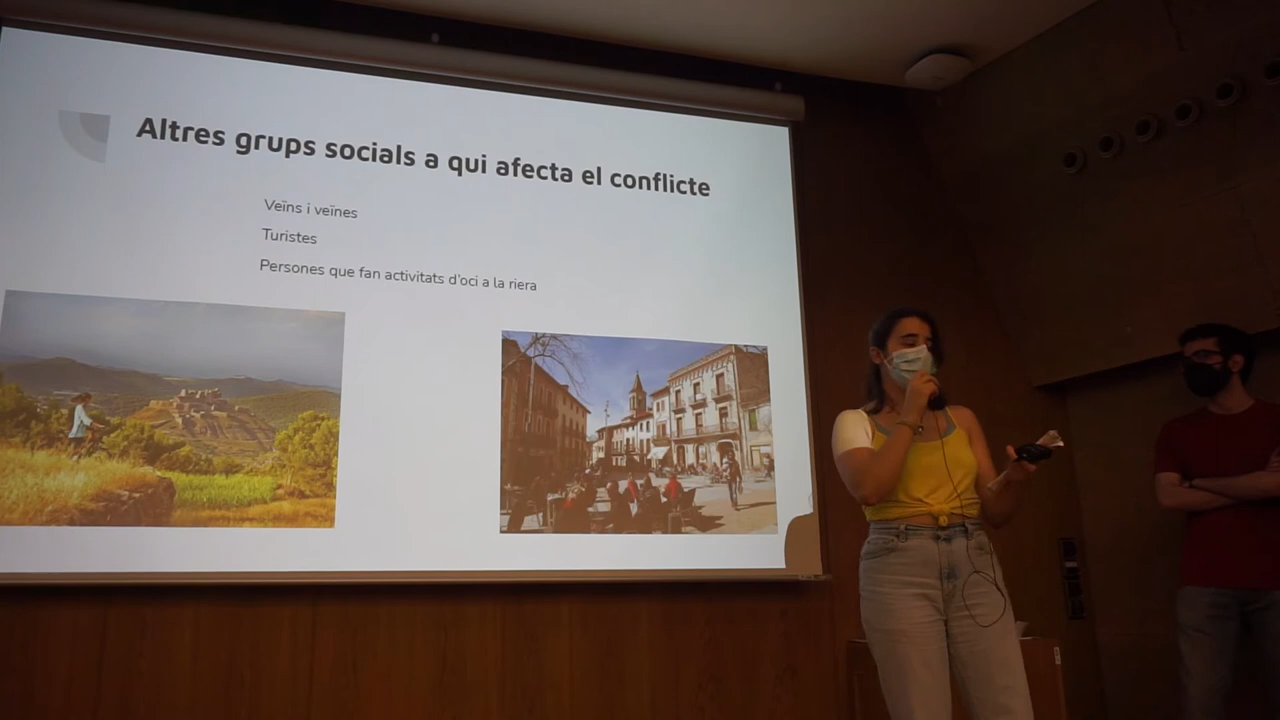 Altres grups socials a qui afecta el conflicte
Veïns i veïnes
Turistes
Persones que fan activitats d'oci a la riera